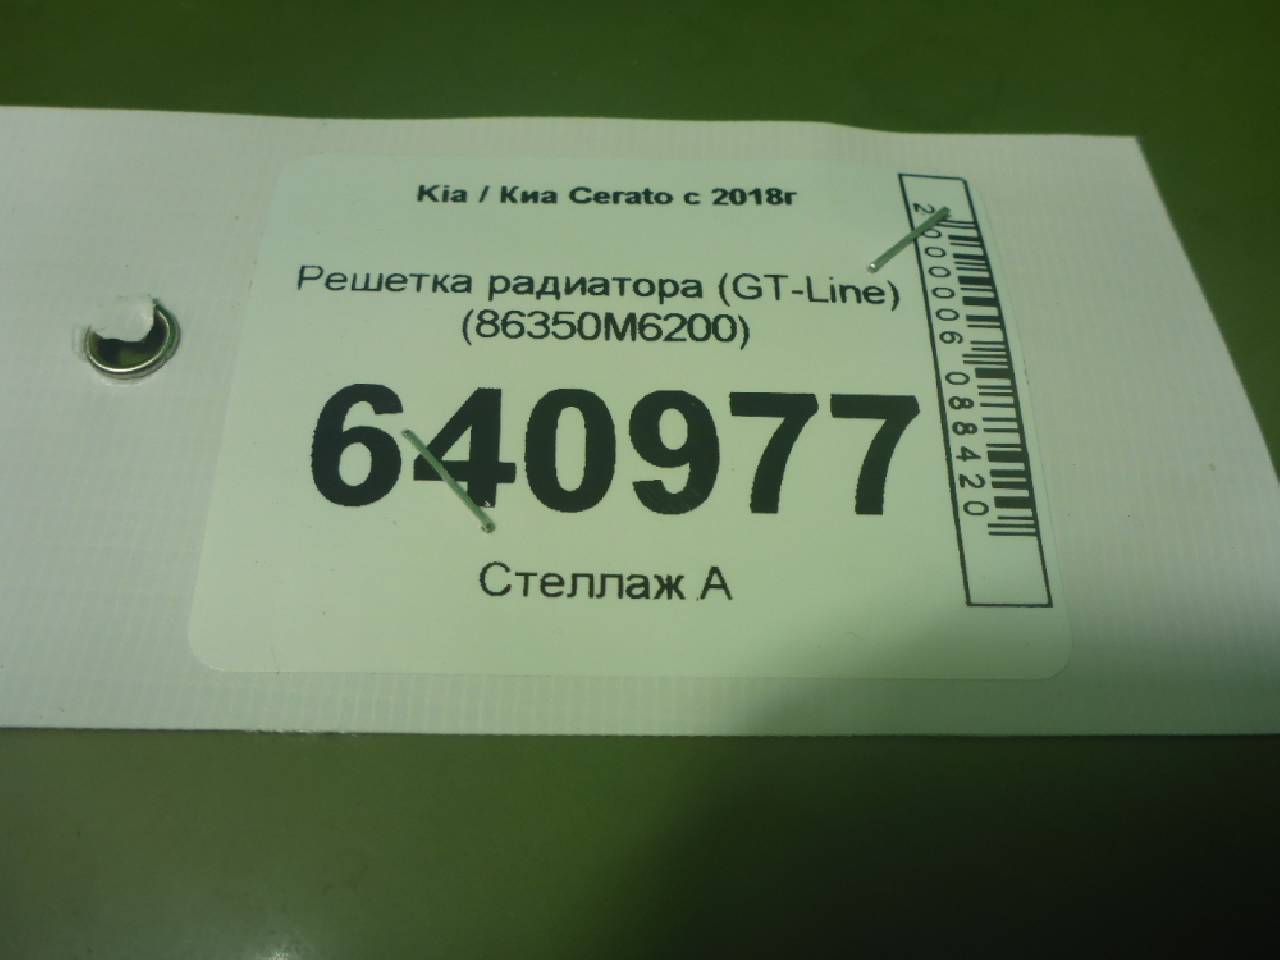 Kia / Киа Cerato с 2018г
Решетка радиатора (GT-Line)
(86350M6200)
640977
Стеллаж А
2000006088420